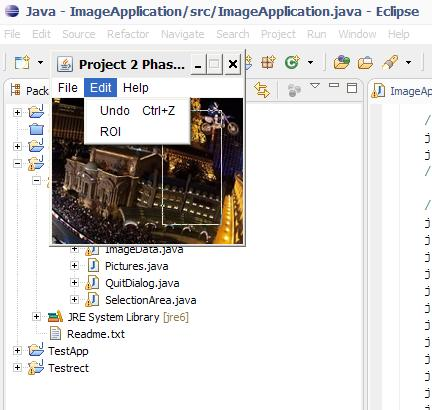 Java - ImageApplication/src/ImageApplication.java - Eclipse
File Edit Source Refactor Navigate Search Project Run Window Help
Project 2 Phas...
File Edit Help
Undo Ctrl+Z
ROI
ImageAp
ImageData.java
Pictures.java
QuitDialog.java
SelectionArea.java
JRE System Library [jre6]
Readme.txt
TestApp
Testrect